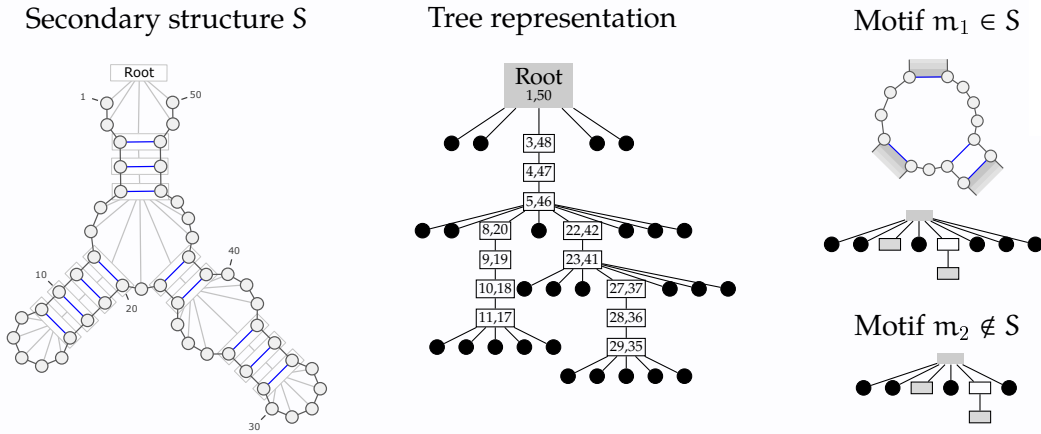 Secondary structure S
Root
1
50
40
10
20
30
Tree representation
Root
1,50
3,48
4,47
5,46
8,20 22,42
9,19 23,41
10,18 27,37
11,17 28,36
29,35
Motif m₁ ∈ S
Motif m₂ ∉ S